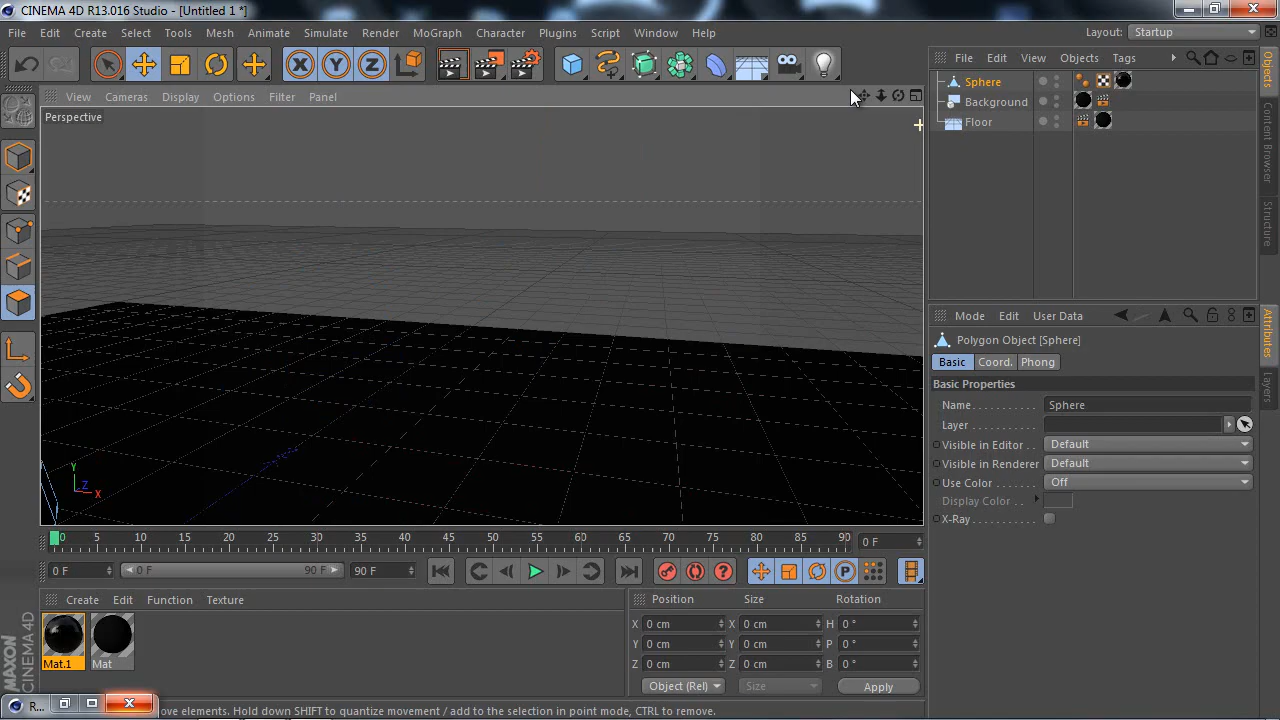 CINEMA 4D R13.016 Studio - [Untitled 1 *]
File Edit Create Select Tools Mesh Animate Simulate Render MoGraph Character Plugins Script Window Help Layout: Startup
X Y Z
File Edit View Objects Tags
Sphere
Background
Floor
View Cameras Display Options Filter Panel
Perspective
Y
Z
X
Objects
Content Browser
Structure
Mode Edit User Data
Polygon Object [Sphere]
Basic Coord. Phong
Basic Properties
Name Sphere
Layer
Visible in Editor Default
Visible in Renderer Default
Use Color Off
Display Color
X-Ray
Attributes
Layers
0 5 10 15 20 25 30 35 40 45 50 55 60 65 70 75 80 85 90 0 F
0 F 0 F 90 F 90 F P
Create Edit Function Texture
Mat.1 Mat
Position Size Rotation
X 0 cm X 0 cm H 0 °
Y 0 cm Y 0 cm P 0 °
Z 0 cm Z 0 cm B 0 °
Object (Rel) Size Apply
MAXON
CINEMA 4D
R...
ove elements. Hold down SHIFT to quantize movement / add to the selection in point mode, CTRL to remove.